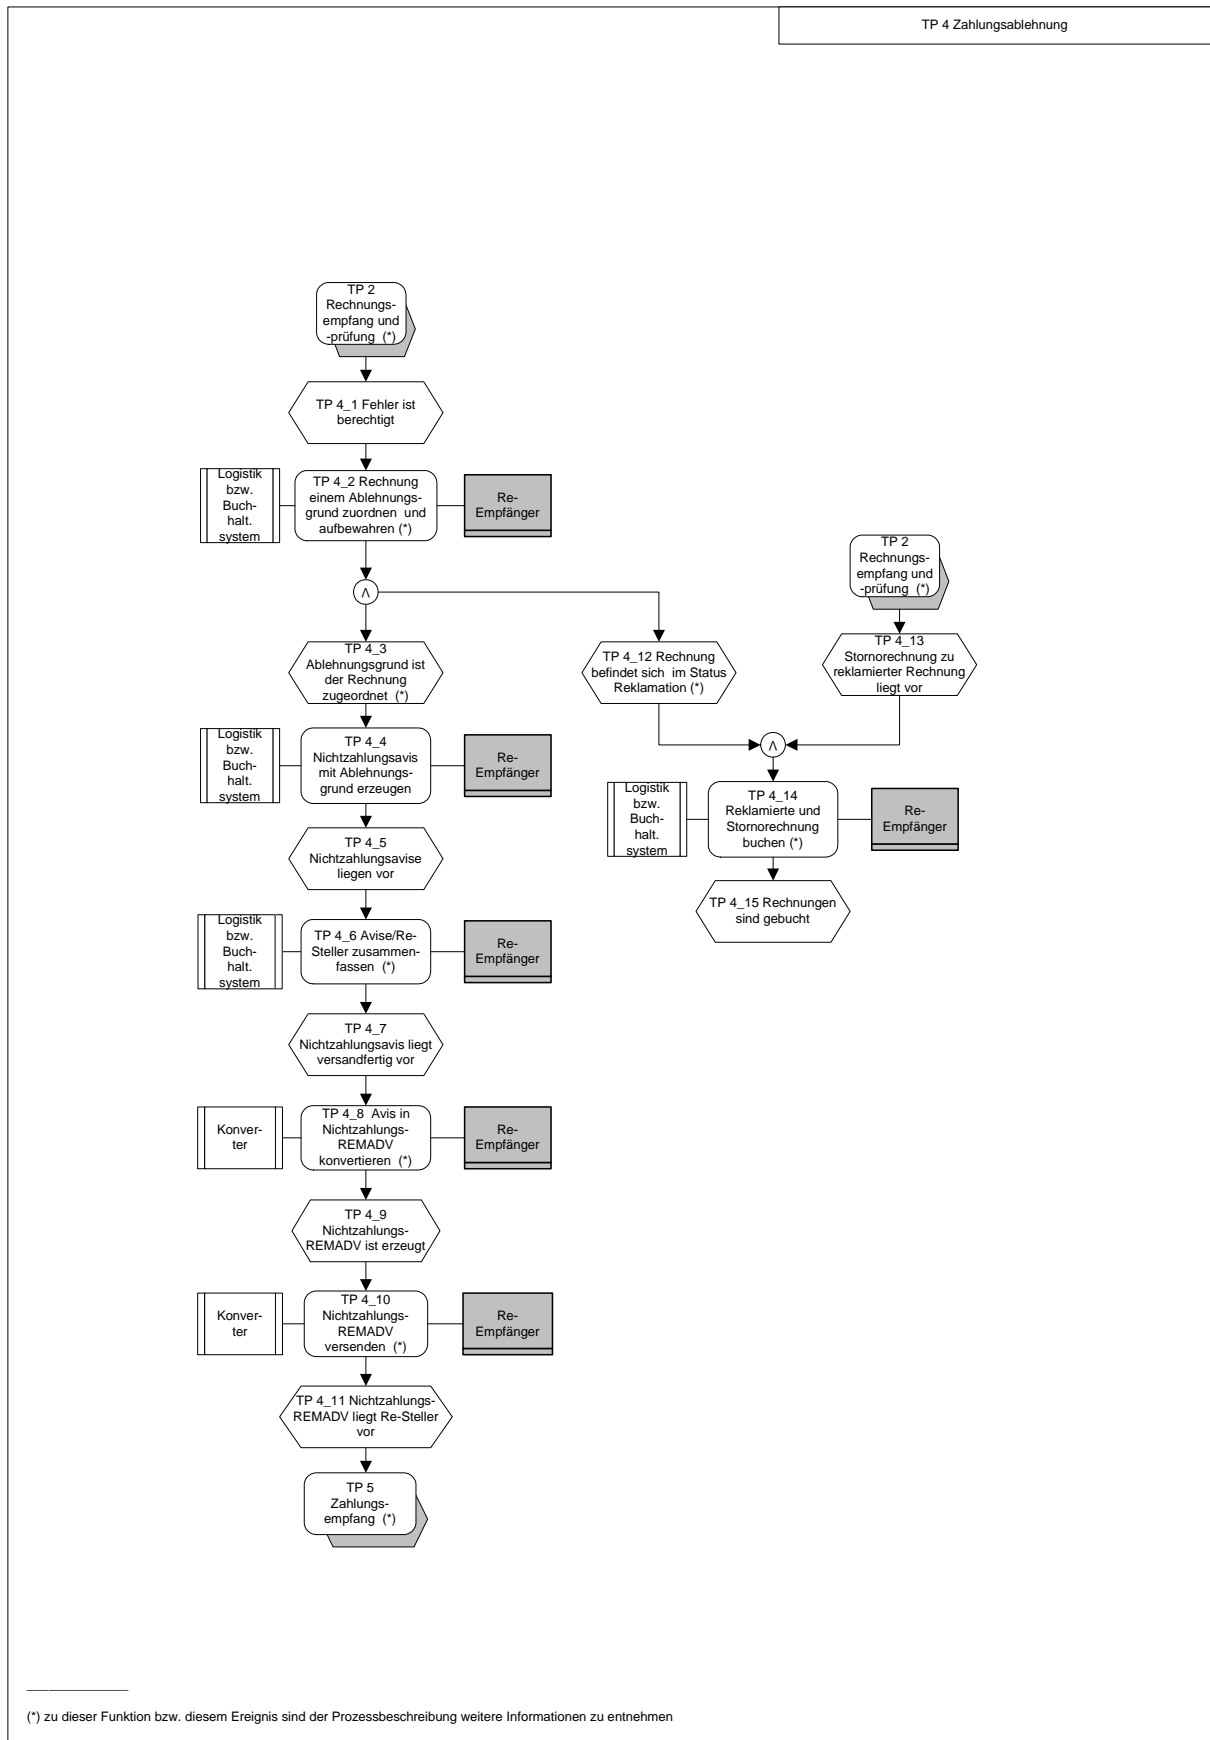 TP 4 Zahlungsablehnung
TP 2
Rechnungs-
empfang und
-prüfung (*)
TP 4_1 Fehler ist
berechtigt
Logistik
bzw.
Buch-
halt.
system
TP 4_2 Rechnung
einem Ablehnungs-
grund zuordnen und
aufbewahren (*)
Re-
Empfänger
Λ
TP 4_3
Ablehnungsgrund ist
der Rechnung
zugeordnet (*)
Logistik
bzw.
Buch-
halt.
system
TP 4_4
Nichtzahlungsavis
mit Ablehnungs-
grund erzeugen
Re-
Empfänger
TP 4_5
Nichtzahlungsavise
liegen vor
Logistik
bzw.
Buch-
halt.
system
TP 4_6 Avise/Re-
Steller zusammen-
fassen (*)
Re-
Empfänger
TP 4_7
Nichtzahlungsavis liegt
versandfertig vor
Konver-
ter
TP 4_8 Avis in
Nichtzahlungs-
REMADV
konvertieren (*)
Re-
Empfänger
TP 4_9
Nichtzahlungs-
REMADV ist erzeugt
Konver-
ter
TP 4_10
Nichtzahlungs-
REMADV
versenden (*)
Re-
Empfänger
TP 4_11 Nichtzahlungs-
REMADV liegt Re-Steller
vor
TP 5
Zahlungs-
empfang (*)
TP 4_12 Rechnung
befindet sich im Status
Reklamation (*)
TP 2
Rechnungs-
empfang und
-prüfung (*)
TP 4_13
Stornorechnung zu
reklamierter Rechnung
liegt vor
Λ
Logistik
bzw.
Buch-
halt.
system
TP 4_14
Reklamierte und
Stornorechnung
buchen (*)
Re-
Empfänger
TP 4_15 Rechnungen
sind gebucht
(*) zu dieser Funktion bzw. diesem Ereignis sind der Prozessbeschreibung weitere Informationen zu entnehmen